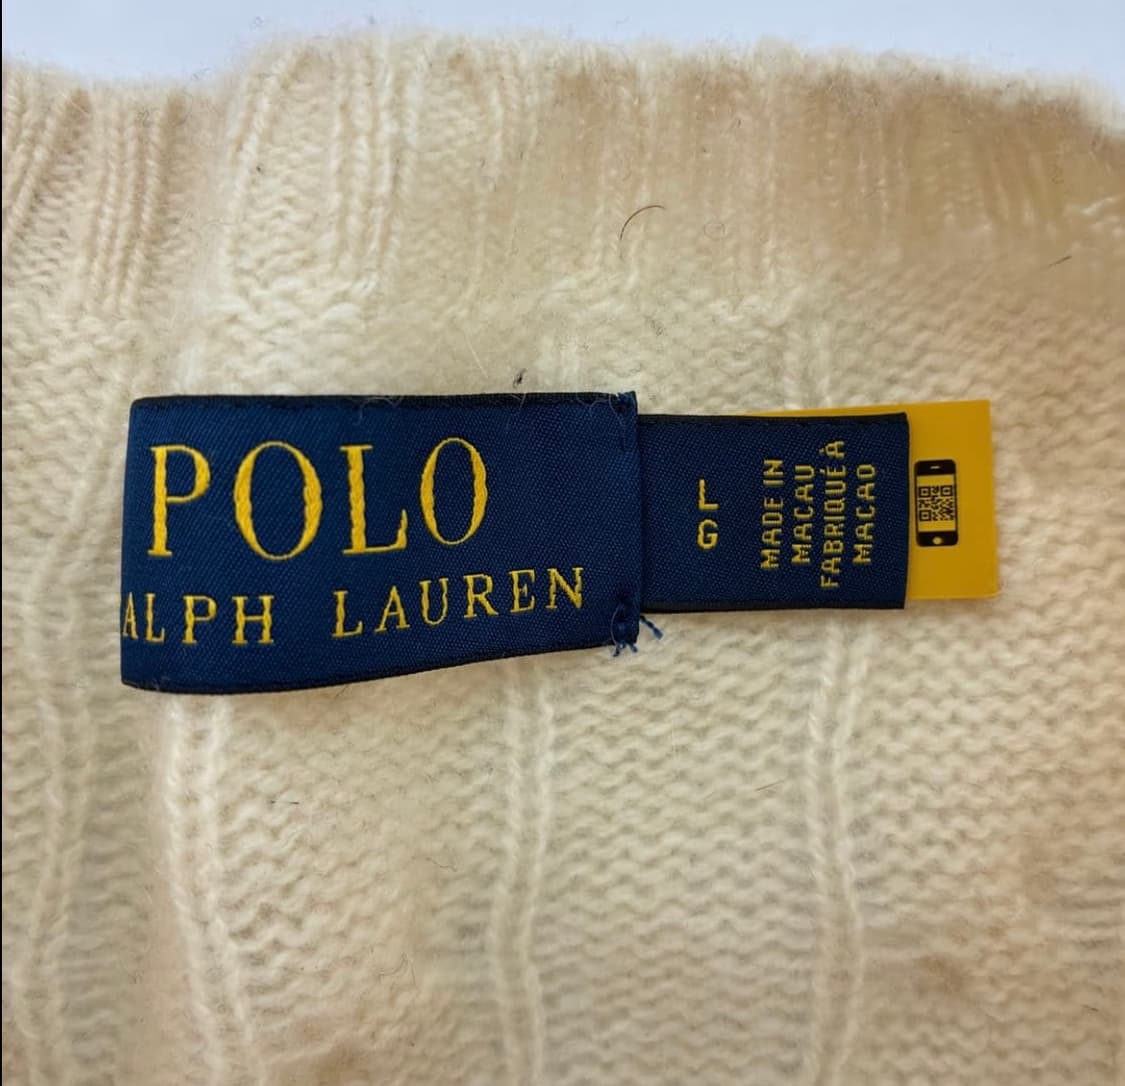 POLO
ALPH LAUREN
L
G
MADE IN
MACAU
FABRIQUÉ À
MACAO